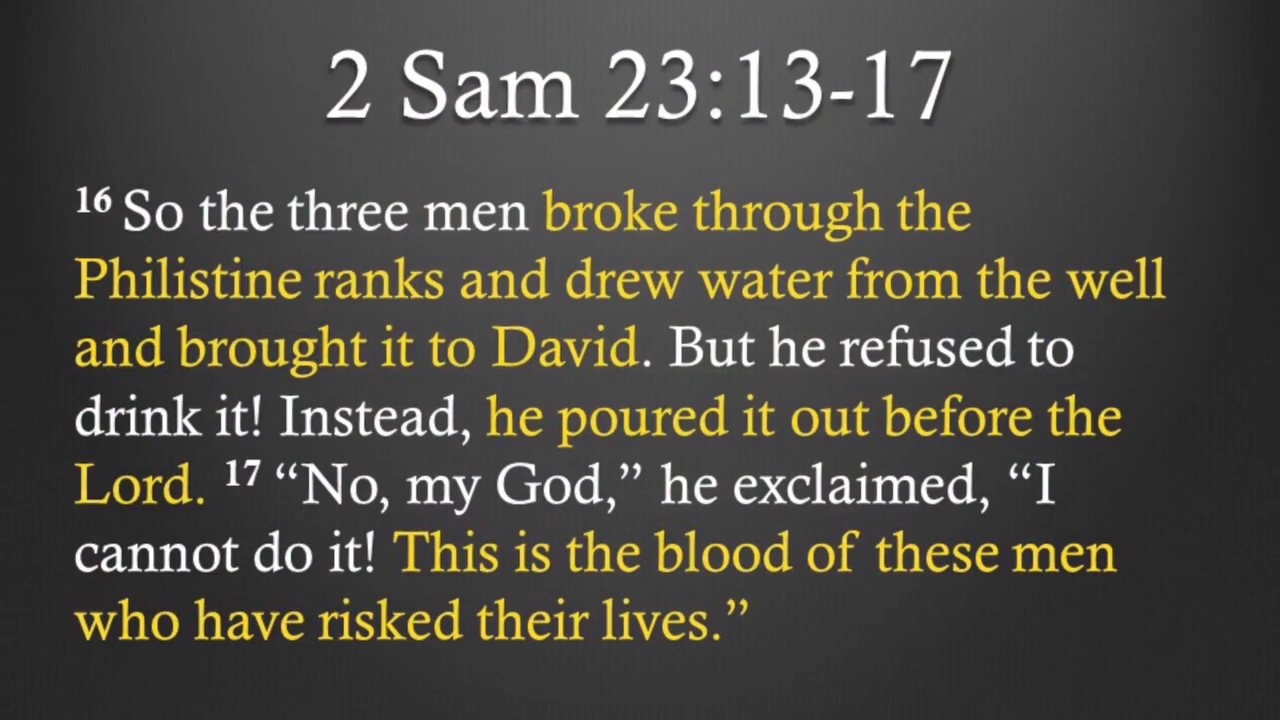 2 Sam 23:13-17
16 So the three men broke through the
Philistine ranks and drew water from the well
and brought it to David. But he refused to
drink it! Instead, he poured it out before the
Lord. 17 “No, my God,” he exclaimed, “I
cannot do it! This is the blood of these men
who have risked their lives.”